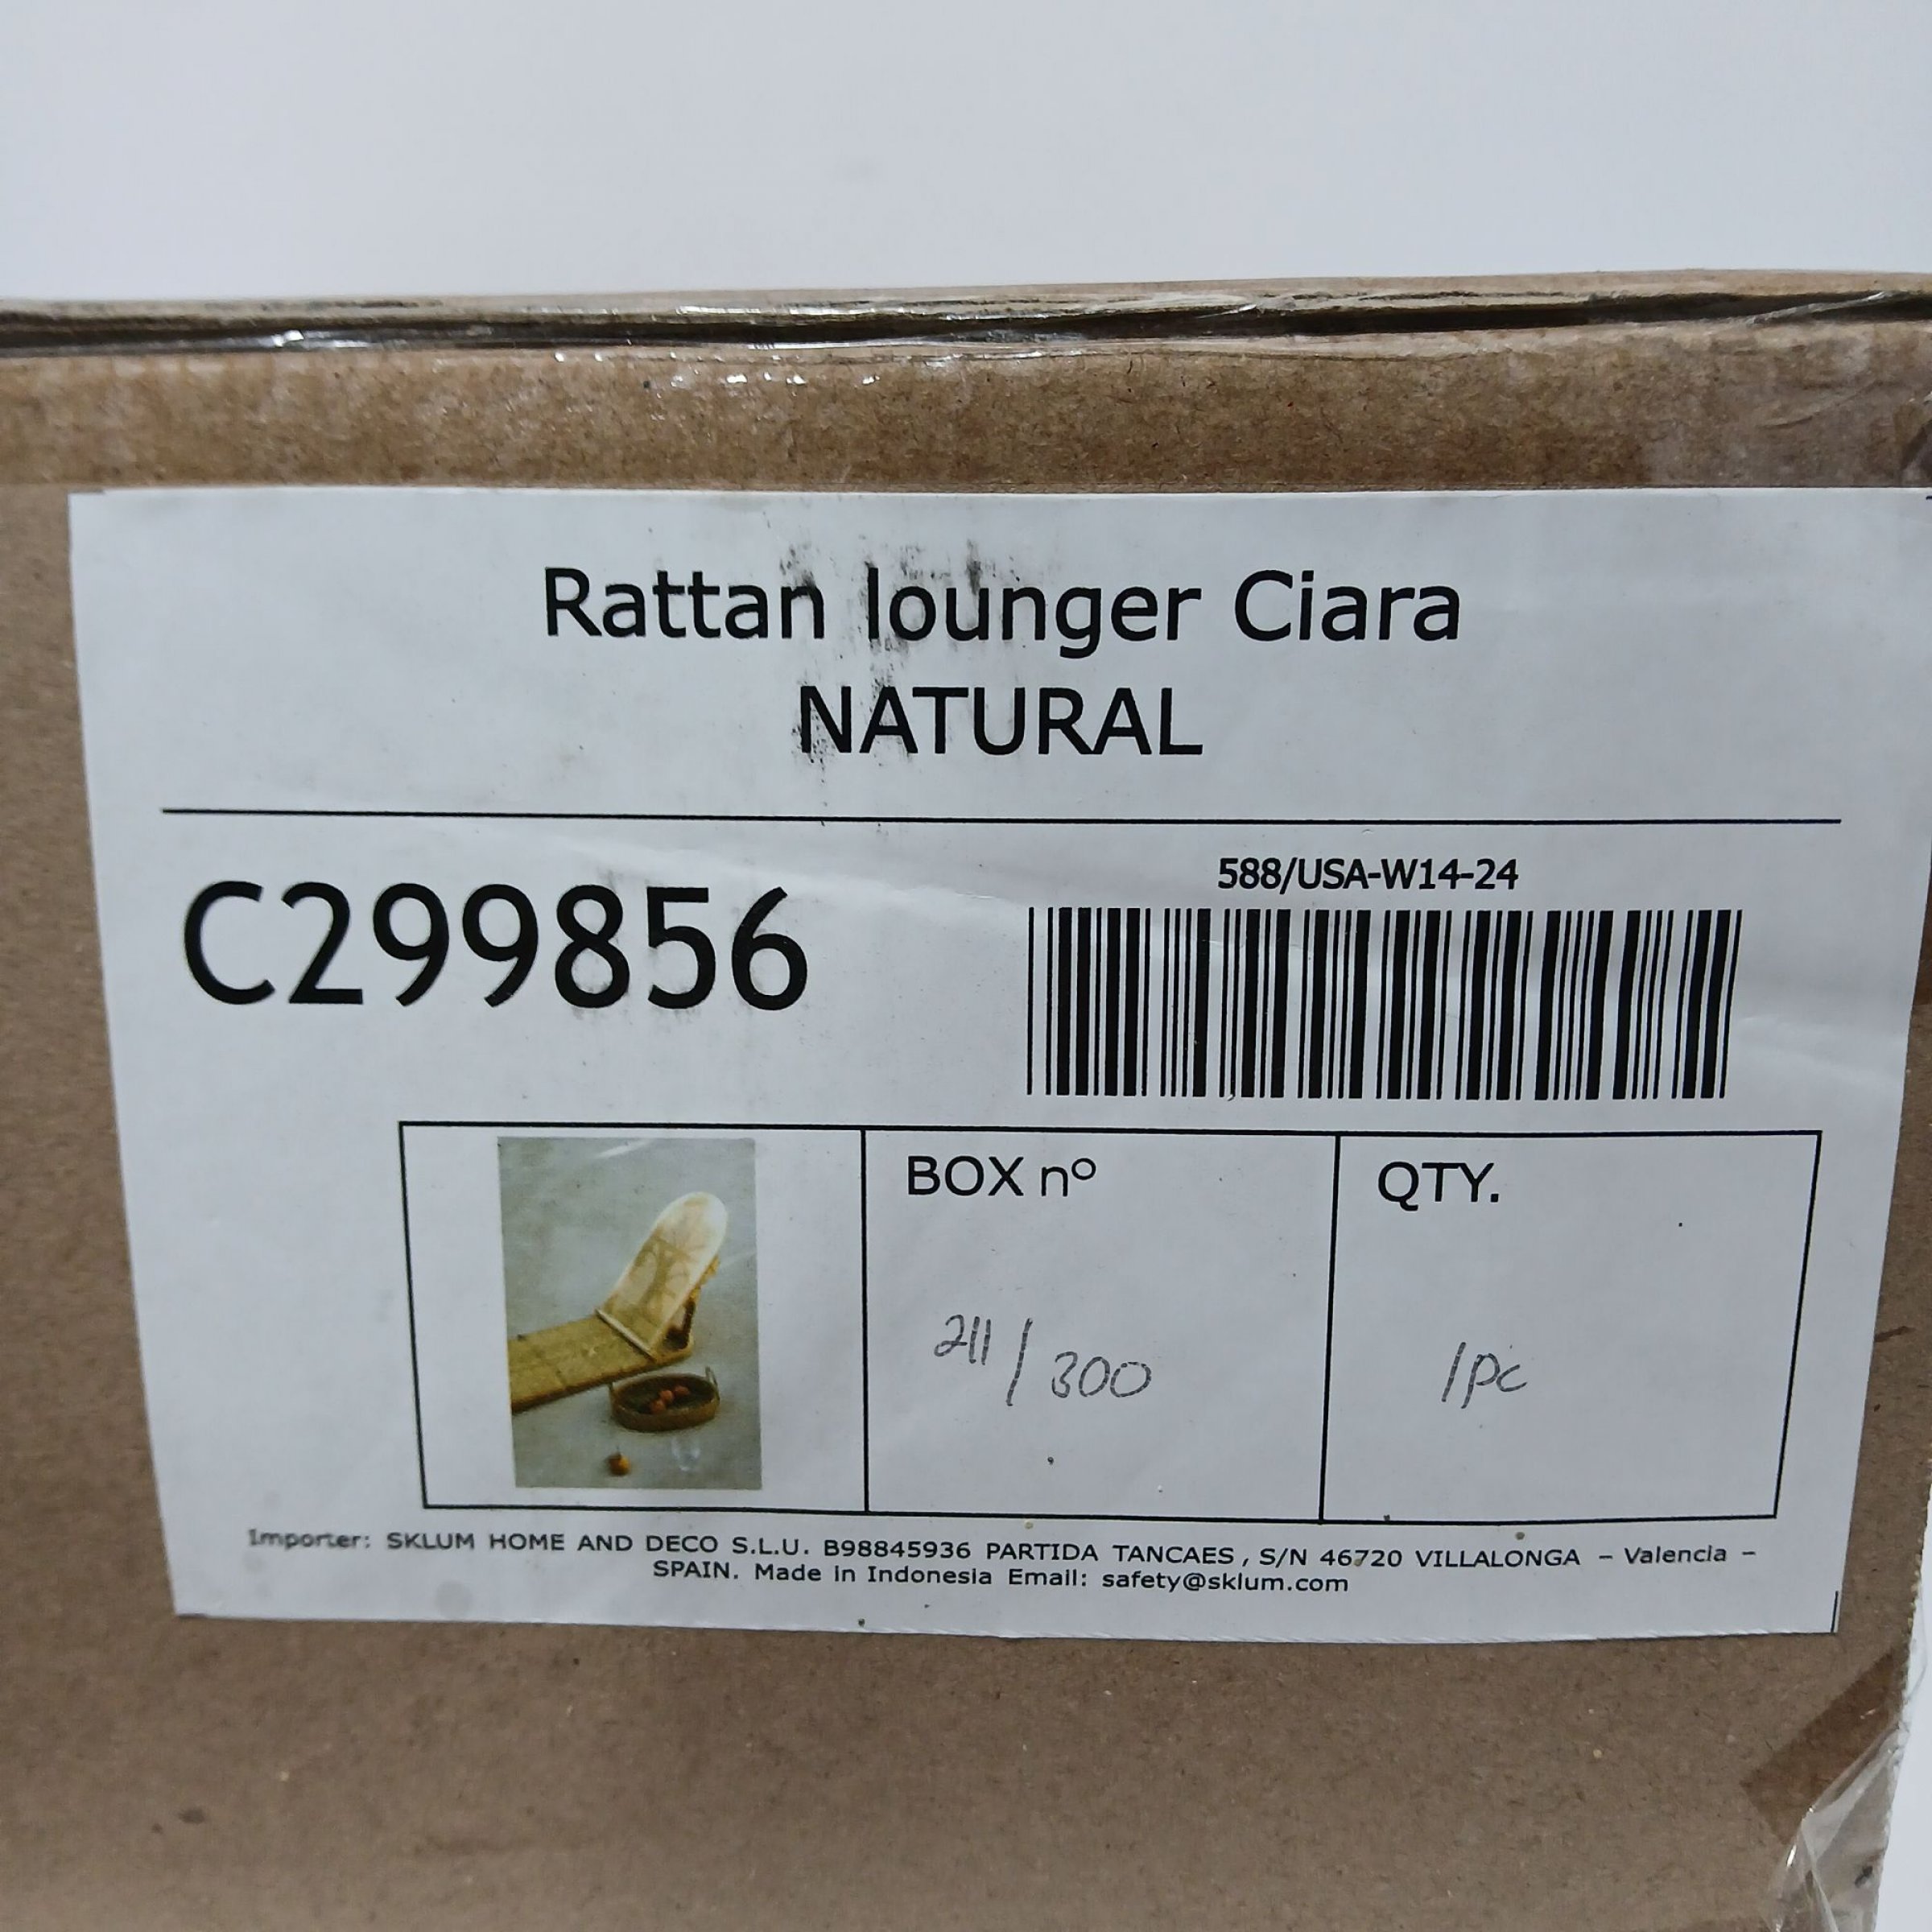 Rattan lounger Ciara
NATURAL
C299856
588/USA-W14-24
BOX nº
211/300
QTY.
1pc
Importer: SKLUM HOME AND DECO S.L.U. B98845936 PARTIDA TANCAES, S/N 46720 VILLALONGA – Valencia –
SPAIN. Made in Indonesia Email: safety@sklum.com